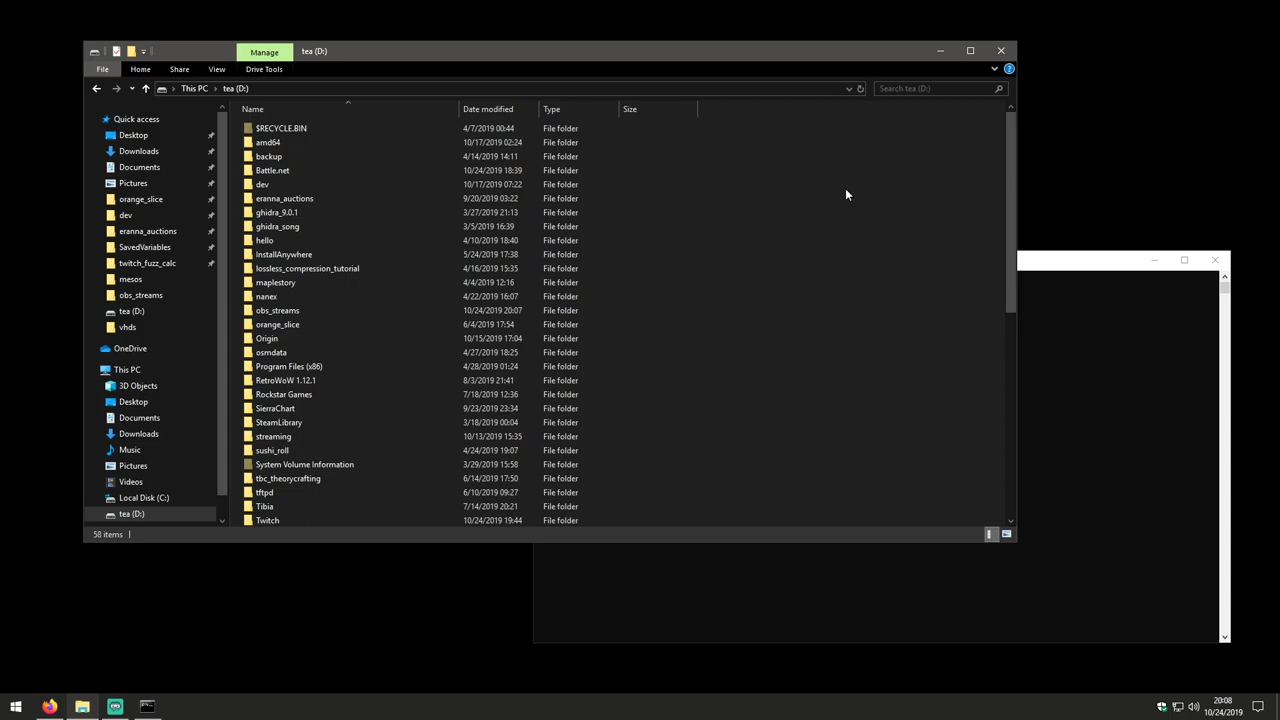 Manage tea (D:)
File Home Share View Drive Tools
This PC tea (D:) Search tea (D:)
Name Date modified Type Size
Quick access
Desktop
Downloads
Documents
Pictures
orange_slice
dev
eranna_auctions
SavedVariables
twitch_fuzz_calc
mesos
obs_streams
tea (D:)
vhds
OneDrive
This PC
3D Objects
Desktop
Documents
Downloads
Music
Pictures
Videos
Local Disk (C:)
tea (D:)
$RECYCLE.BIN 4/7/2019 00:44 File folder
amd64 10/17/2019 02:24 File folder
backup 4/14/2019 14:11 File folder
Battle.net 10/24/2019 18:39 File folder
dev 10/17/2019 07:22 File folder
eranna_auctions 9/20/2019 03:22 File folder
ghidra_9.0.1 3/27/2019 21:13 File folder
ghidra_song 3/5/2019 16:39 File folder
hello 4/10/2019 18:40 File folder
InstallAnywhere 5/24/2019 17:38 File folder
lossless_compression_tutorial 4/16/2019 15:35 File folder
maplestory 4/4/2019 12:16 File folder
nanex 4/22/2019 16:07 File folder
obs_streams 10/24/2019 20:07 File folder
orange_slice 6/4/2019 17:54 File folder
Origin 10/15/2019 17:04 File folder
osmdata 4/27/2019 18:25 File folder
Program Files (x86) 4/28/2019 01:24 File folder
RetroWoW 1.12.1 8/3/2019 21:41 File folder
Rockstar Games 7/18/2019 12:36 File folder
SierraChart 9/23/2019 23:34 File folder
SteamLibrary 3/18/2019 00:04 File folder
streaming 10/13/2019 15:35 File folder
sushi_roll 4/24/2019 19:07 File folder
System Volume Information 3/29/2019 15:58 File folder
tbc_theorycrafting 6/14/2019 17:50 File folder
tftpd 6/10/2019 09:27 File folder
Tibia 7/14/2019 20:21 File folder
Twitch 10/24/2019 19:44 File folder
58 items
20:08
10/24/2019